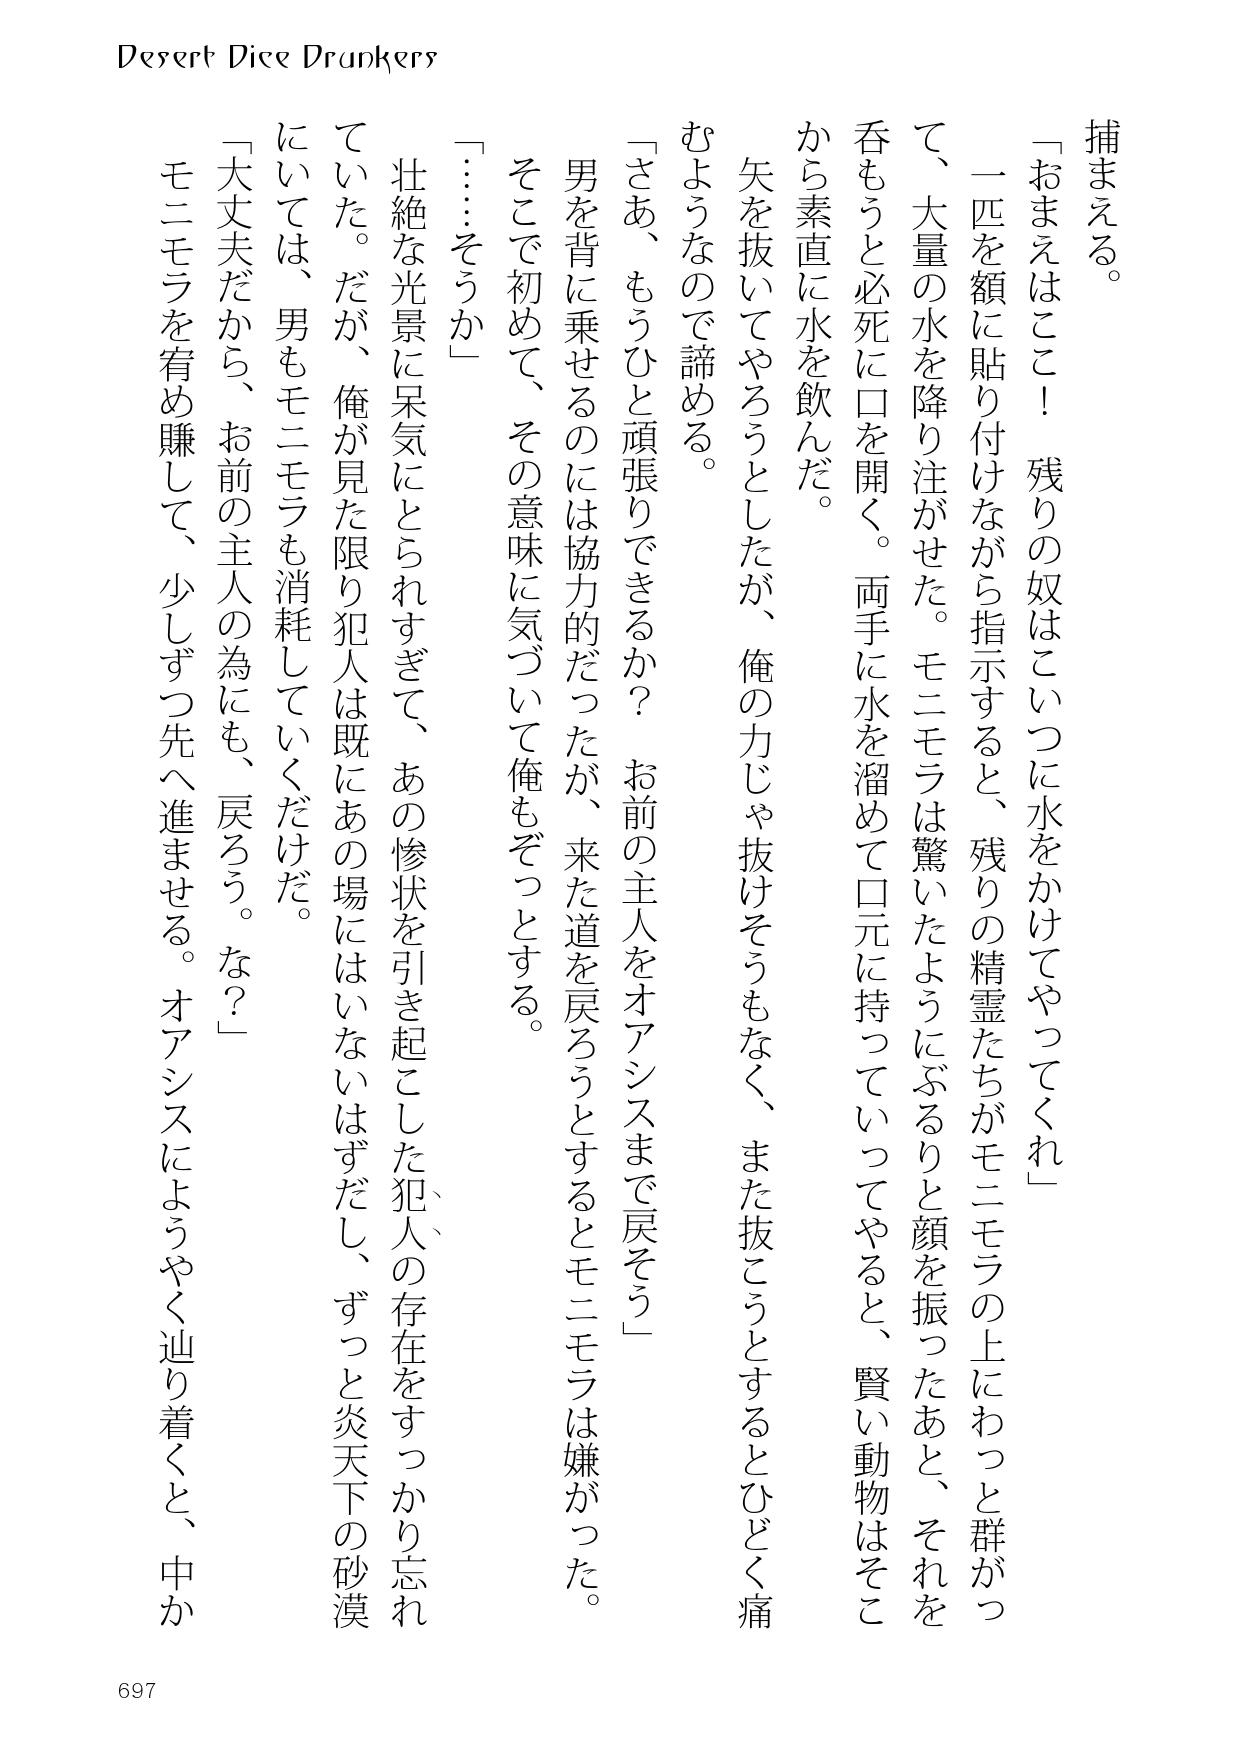 Desert Dice Drunkers
捕まえる。
「おまえはここ！　残りの奴はこいつに水をかけてやってくれ」
　一匹を額に貼り付けながら指示すると、残りの精霊たちがモニモラの上にわっと群がっ
て、大量の水を降り注がせた。モニモラは驚いたようにぶるりと顔を振ったあと、それを
呑もうと必死に口を開く。両手に水を溜めて口元に持っていってやると、賢い動物はそこ
から素直に水を飲んだ。
　矢を抜いてやろうとしたが、俺の力じゃ抜けそうもなく、また抜こうとするとひどく痛
むようなので諦める。
「さあ、もうひと頑張りできるか？　お前の主人をオアシスまで戻そう」
　男を背に乗せるのには協力的だったが、来た道を戻ろうとするとモニモラは嫌がった。
　そこで初めて、その意味に気づいて俺もぞっとする。
「……そうか」
　壮絶な光景に呆気にとられすぎて、あの惨状を引き起こした犯人の存在をすっかり忘れ
ていた。だが、俺が見た限り犯人は既にあの場にはいないはずだし、ずっと炎天下の砂漠
にいては、男もモニモラも消耗していくだけだ。
「大丈夫だから、お前の主人の為にも、戻ろう。な？」
　モニモラを宥め賺して、少しずつ先へ進ませる。オアシスにようやく辿り着くと、中か
697